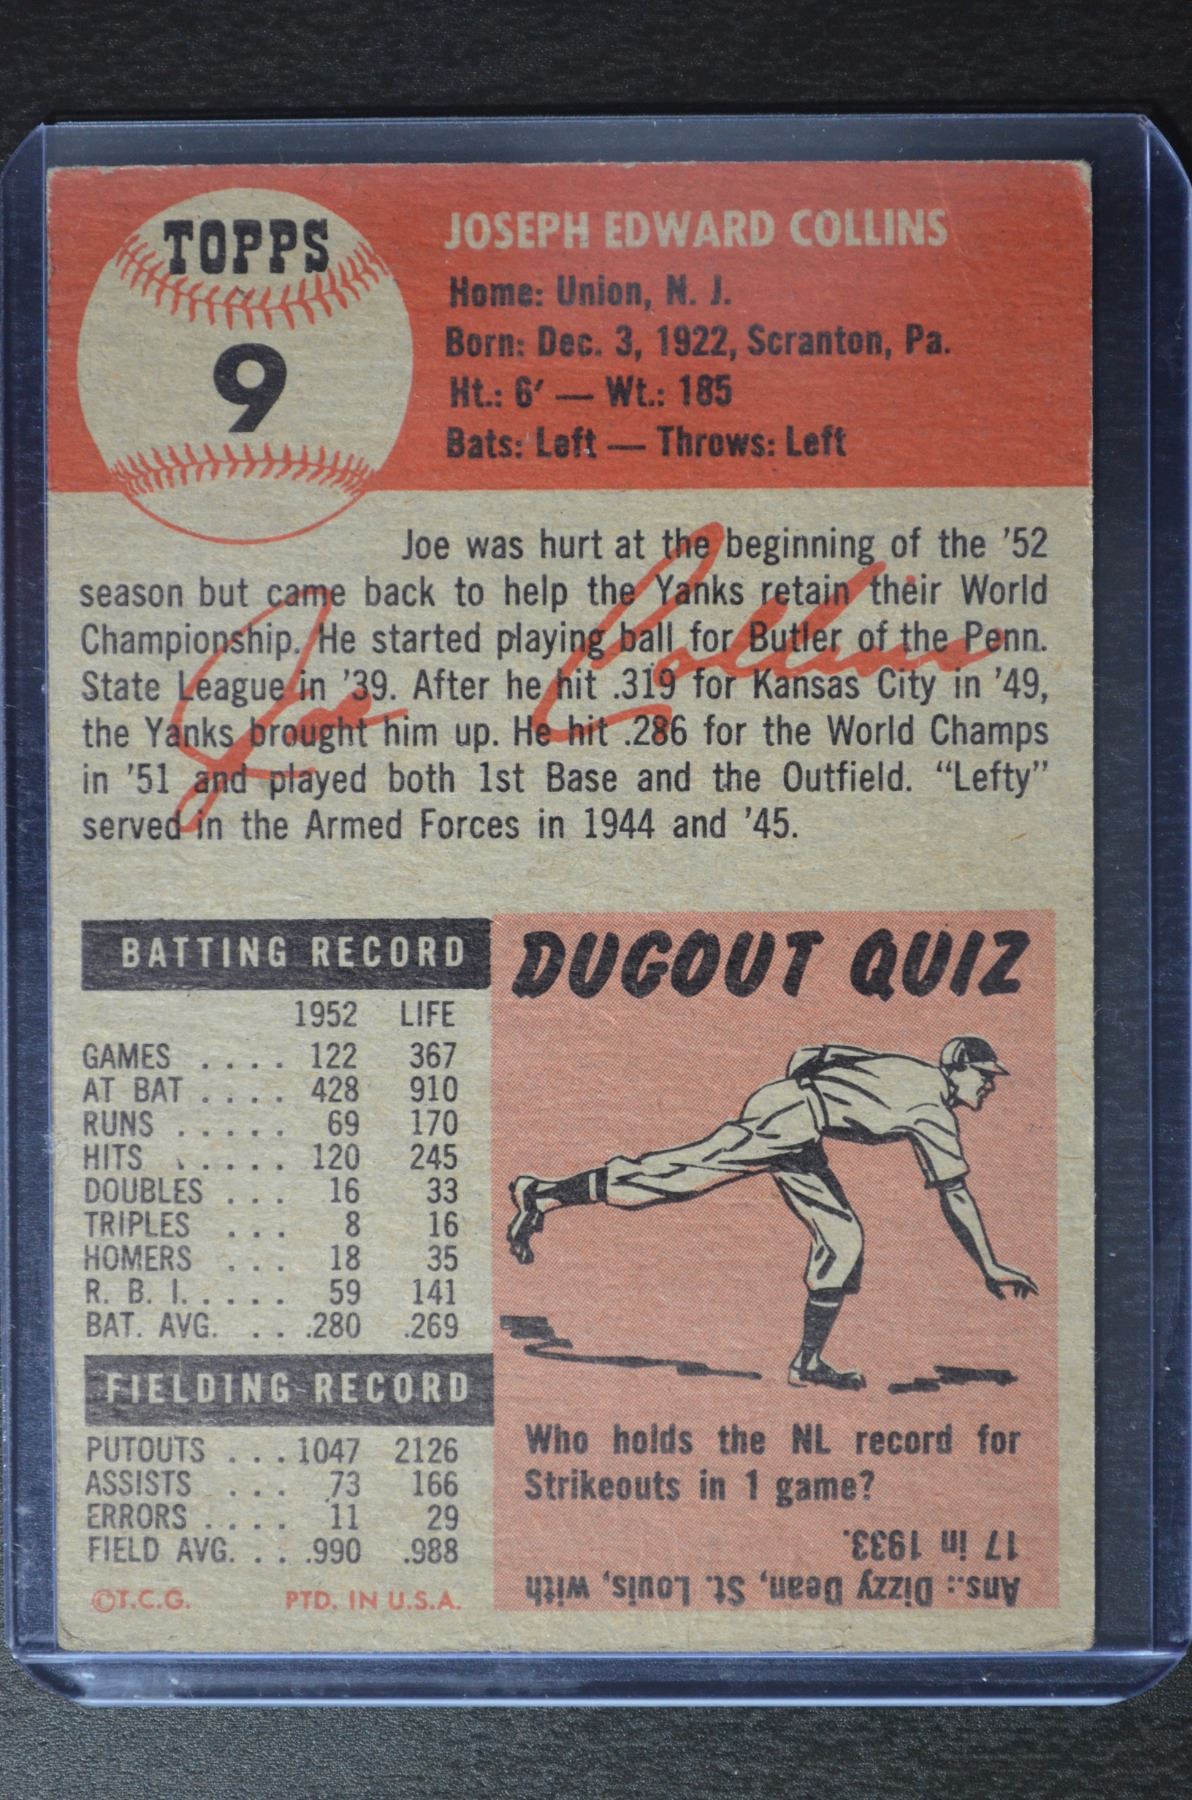 TOPPS
9
JOSEPH EDWARD COLLINS
Home: Union, N. J.
Born: Dec. 3, 1922, Scranton, Pa.
Ht.: 6' — Wt.: 185
Bats: Left — Throws: Left
Joe was hurt at the beginning of the '52
season but came back to help the Yanks retain their World
Championship. He started playing ball for Butler of the Penn.
State League in '39. After he hit .319 for Kansas City in '49,
the Yanks brought him up. He hit .286 for the World Champs
in '51 and played both 1st Base and the Outfield. "Lefty"
served in the Armed Forces in 1944 and '45.
Joe Collins
BATTING RECORD
1952 LIFE
GAMES . . . . 122 367
AT BAT . . . . 428 910
RUNS . . . . . 69 170
HITS . . . . . 120 245
DOUBLES . . . 16 33
TRIPLES . . . 8 16
HOMERS . . . 18 35
R. B. I. . . . . 59 141
BAT. AVG. . . .280 .269
FIELDING RECORD
PUTOUTS . . . 1047 2126
ASSISTS . . . . 73 166
ERRORS . . . . 11 29
FIELD AVG. . . .990 .988
©T.C.G. PTD. IN U.S.A.
DUGOUT QUIZ
Who holds the NL record for
Strikeouts in 1 game?
Ans.: Dizzy Dean, St. Louis, with
17 in 1933.